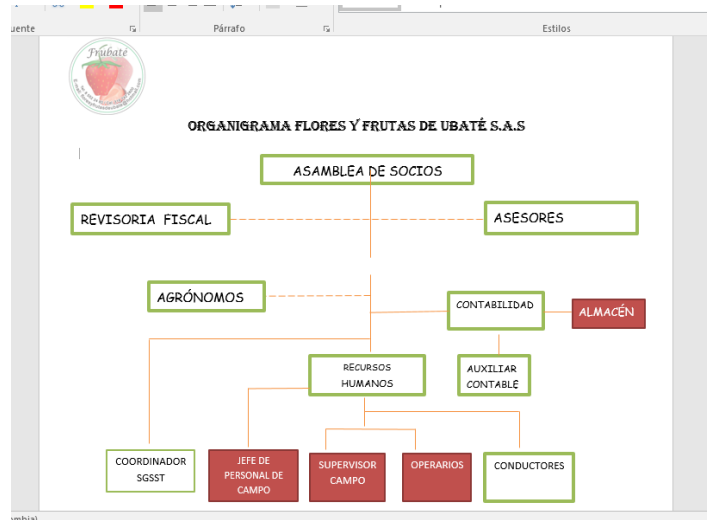 uente
Párrafo
Estilos
Frubaté
ORGANIGRAMA FLORES Y FRUTAS DE UBATÉ S.A.S
ASAMBLEA DE SOCIOS
REVISORIA FISCAL
ASESORES
AGRÓNOMOS
CONTABILIDAD
ALMACÉN
RECURSOS
HUMANOS
AUXILIAR
CONTABLE
COORDINADOR
SGSST
JEFE DE
PERSONAL DE
CAMPO
SUPERVISOR
CAMPO
OPERARIOS
CONDUCTORES